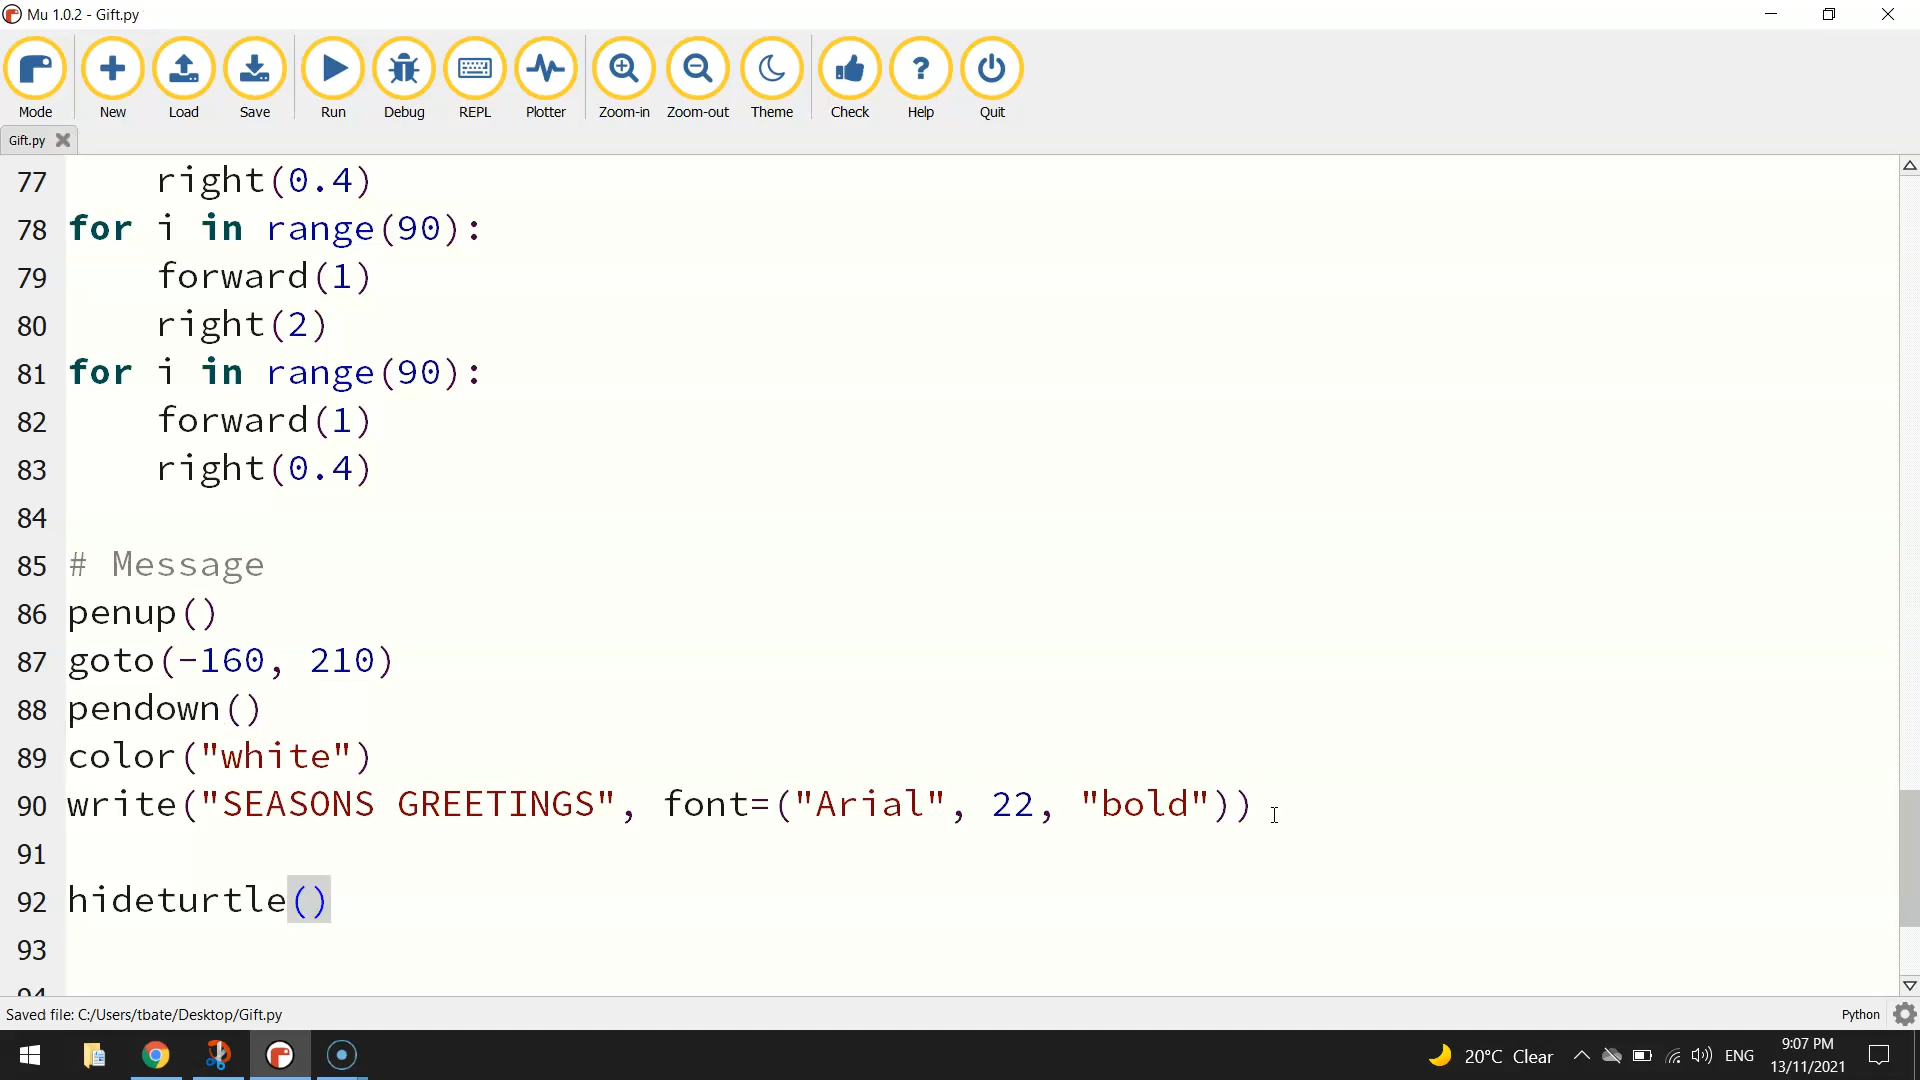 Mu 1.0.2 - Gift.py
Mode New Load Save Run Debug REPL Plotter Zoom-in Zoom-out Theme Check Help Quit
Gift.py
77 right(0.4)
78 for i in range(90):
79 forward(1)
80 right(2)
81 for i in range(90):
82 forward(1)
83 right(0.4)
84
85 # Message
86 penup()
87 goto(-160, 210)
88 pendown()
89 color("white")
90 write("SEASONS GREETINGS", font=("Arial", 22, "bold"))
91
92 hideturtle()
93
94
Saved file: C:/Users/tbate/Desktop/Gift.py Python
20°C Clear ENG 9:07 PM
13/11/2021